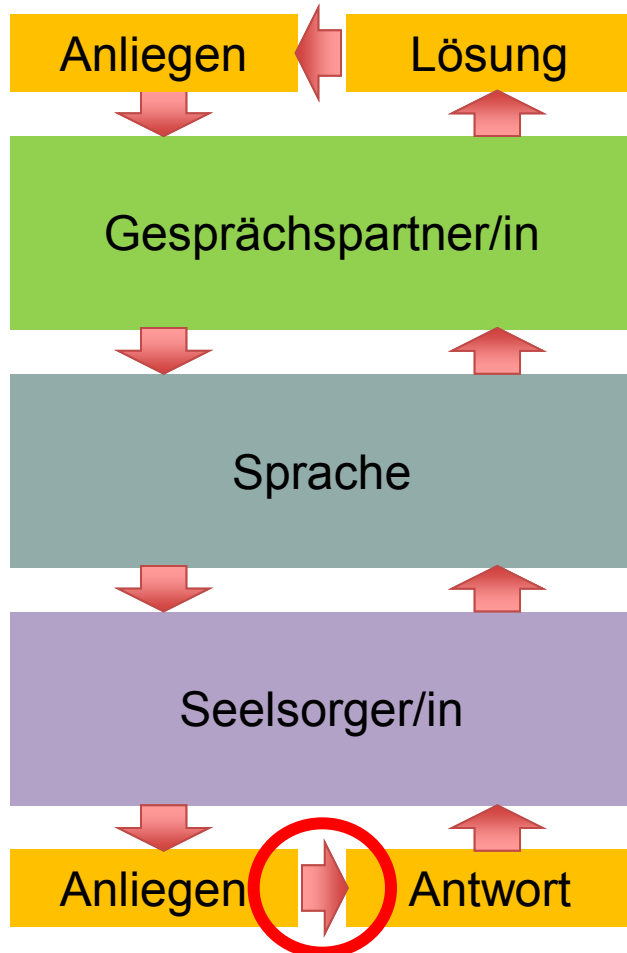 Anliegen
Lösung
Gesprächspartner/in
Sprache
Seelsorger/in
Anliegen
Antwort